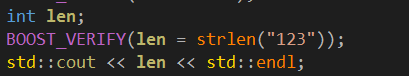 int len;
BOOST_VERIFY(len = strlen("123"));
std::cout << len << std::endl;